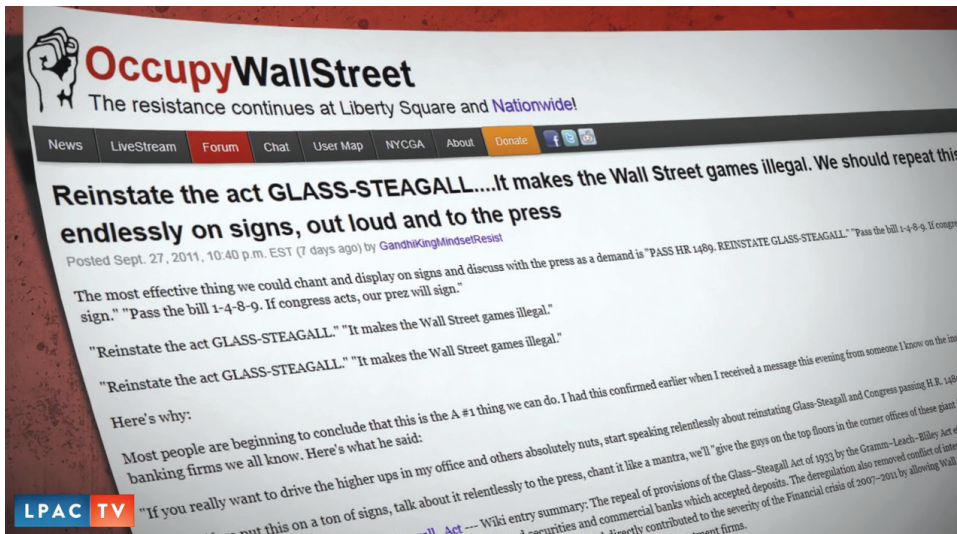 OccupyWallStreet
The resistance continues at Liberty Square and Nationwide!
News LiveStream Forum Chat User Map NYCGA About Donate
Reinstate the act GLASS-STEAGALL....It makes the Wall Street games illegal. We should repeat this
endlessly on signs, out loud and to the press
Posted Sept. 27, 2011, 10:40 p.m. EST (7 days ago) by GandhiKingMindsetResist
The most effective thing we could chant and display on signs and discuss with the press as a demand is "PASS HR 1489. REINSTATE GLASS-STEAGALL." "Pass the bill 1-4-8-9. If congre
sign." "Pass the bill 1-4-8-9. If congress acts, our prez will sign."
"Reinstate the act GLASS-STEAGALL." "It makes the Wall Street games illegal."
"Reinstate the act GLASS-STEAGALL." "It makes the Wall Street games illegal."
Here's why:
Most people are beginning to conclude that this is the A #1 thing we can do. I had this confirmed earlier when I received a message this evening from someone I know on the in
banking firms we all know. Here's what he said:
"If you really want to drive the higher ups in my office and others absolutely nuts, start speaking relentlessly about reinstating Glass-Steagall and Congress passing H.R. 148
put this on a ton of signs, talk about it relentlessly to the press, chant it like a mantra, we'll "give the guys on the top floors in the corner offices of these giant
Act --- Wiki entry summary: The repeal of provisions of the Glass–Steagall Act of 1933 by the Gramm–Leach–Bliley Act
securities and commercial banks which accepted deposits. The deregulation also removed conflict of inte
directly contributed to the severity of the Financial crisis of 2007–2011 by allowing Wall
firms.
LPAC TV